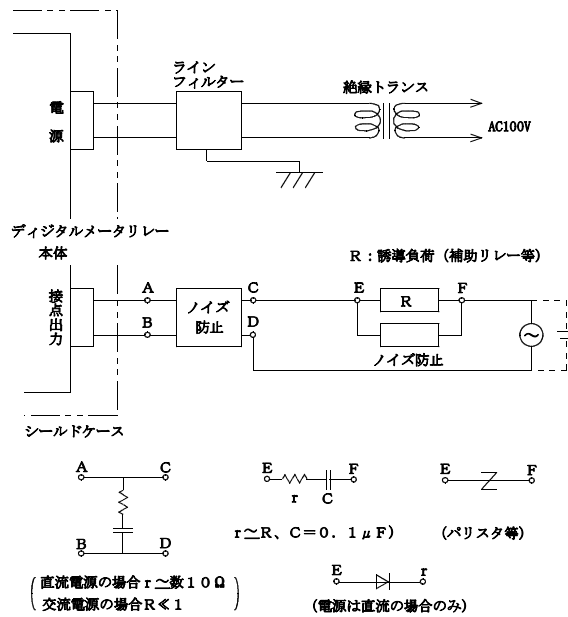 ライン
フィルター
絶縁トランス
電源
AC100V
ディジタルメータリレー
本体
R：誘導負荷（補助リレー等）
接点出力
A
B
ノイズ
防止
C
D
E
R
F
～
ノイズ防止
シールドケース
A
C
B
D
E
r
C
F
r～R、C=0．1μF）
E
F
（パリスタ等）
直流電源の場合r～数10Ω
交流電源の場合R≪1
E
r
（電源は直流の場合のみ）